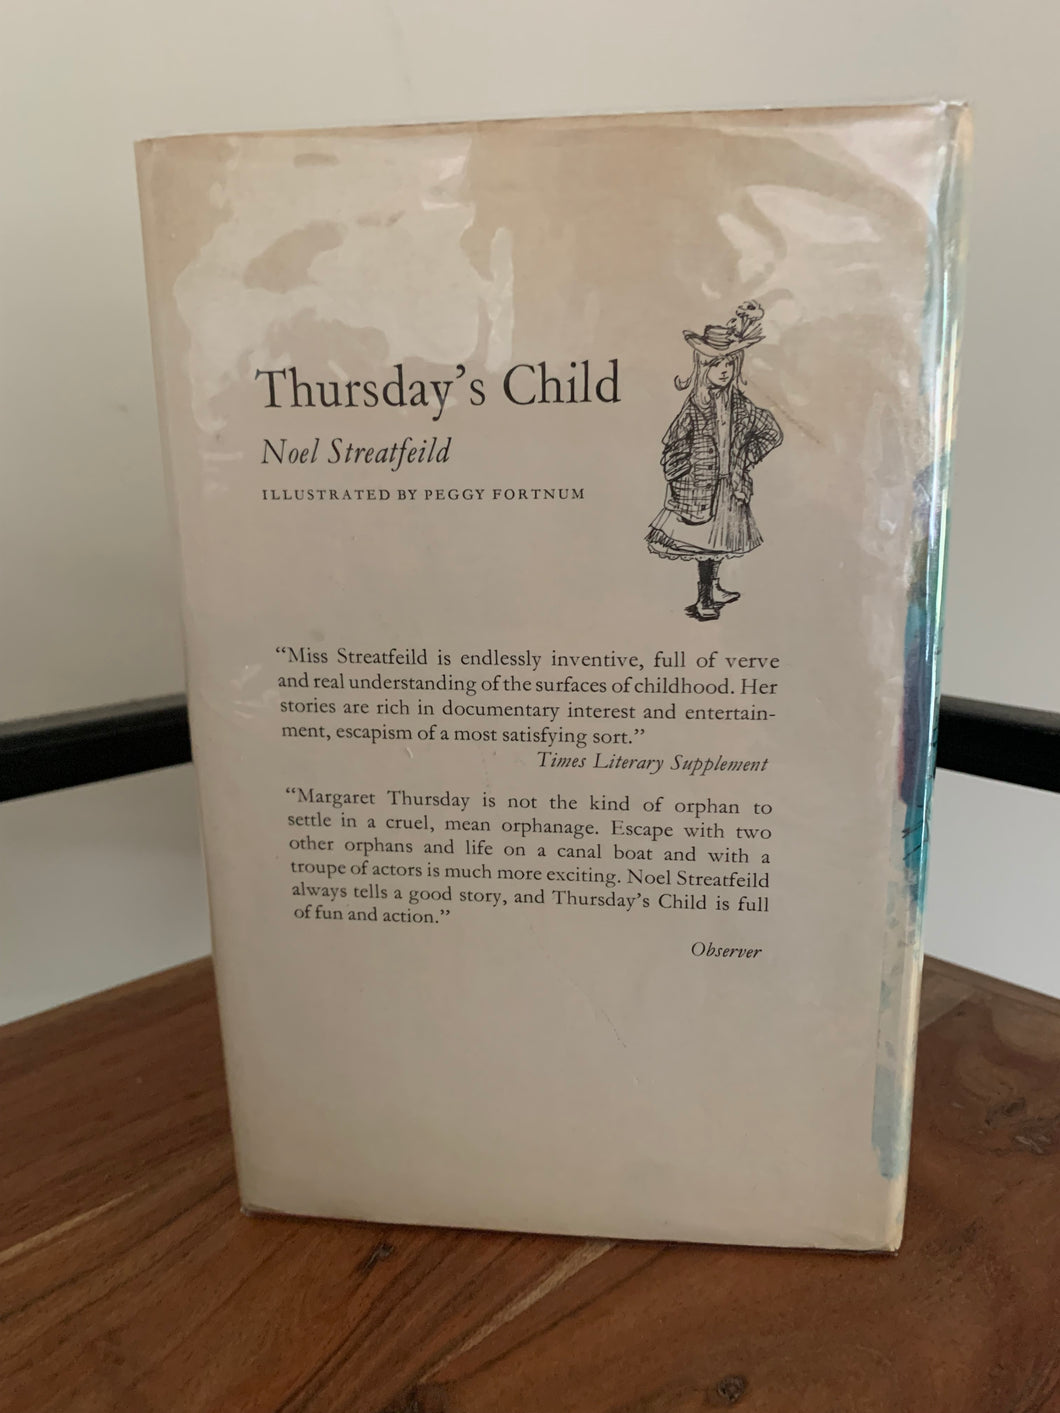 Thursday’s Child
Noel Streatfeild
ILLUSTRATED BY PEGGY FORTNUM
“Miss Streatfeild is endlessly inventive, full of verve
and real understanding of the surfaces of childhood. Her
stories are rich in documentary interest and entertain-
ment, escapism of a most satisfying sort.”
Times Literary Supplement
“Margaret Thursday is not the kind of orphan to
settle in a cruel, mean orphanage. Escape with two
other orphans and life on a canal boat and with a
troupe of actors is much more exciting. Noel Streatfeild
always tells a good story, and Thursday’s Child is full
of fun and action.”
Observer